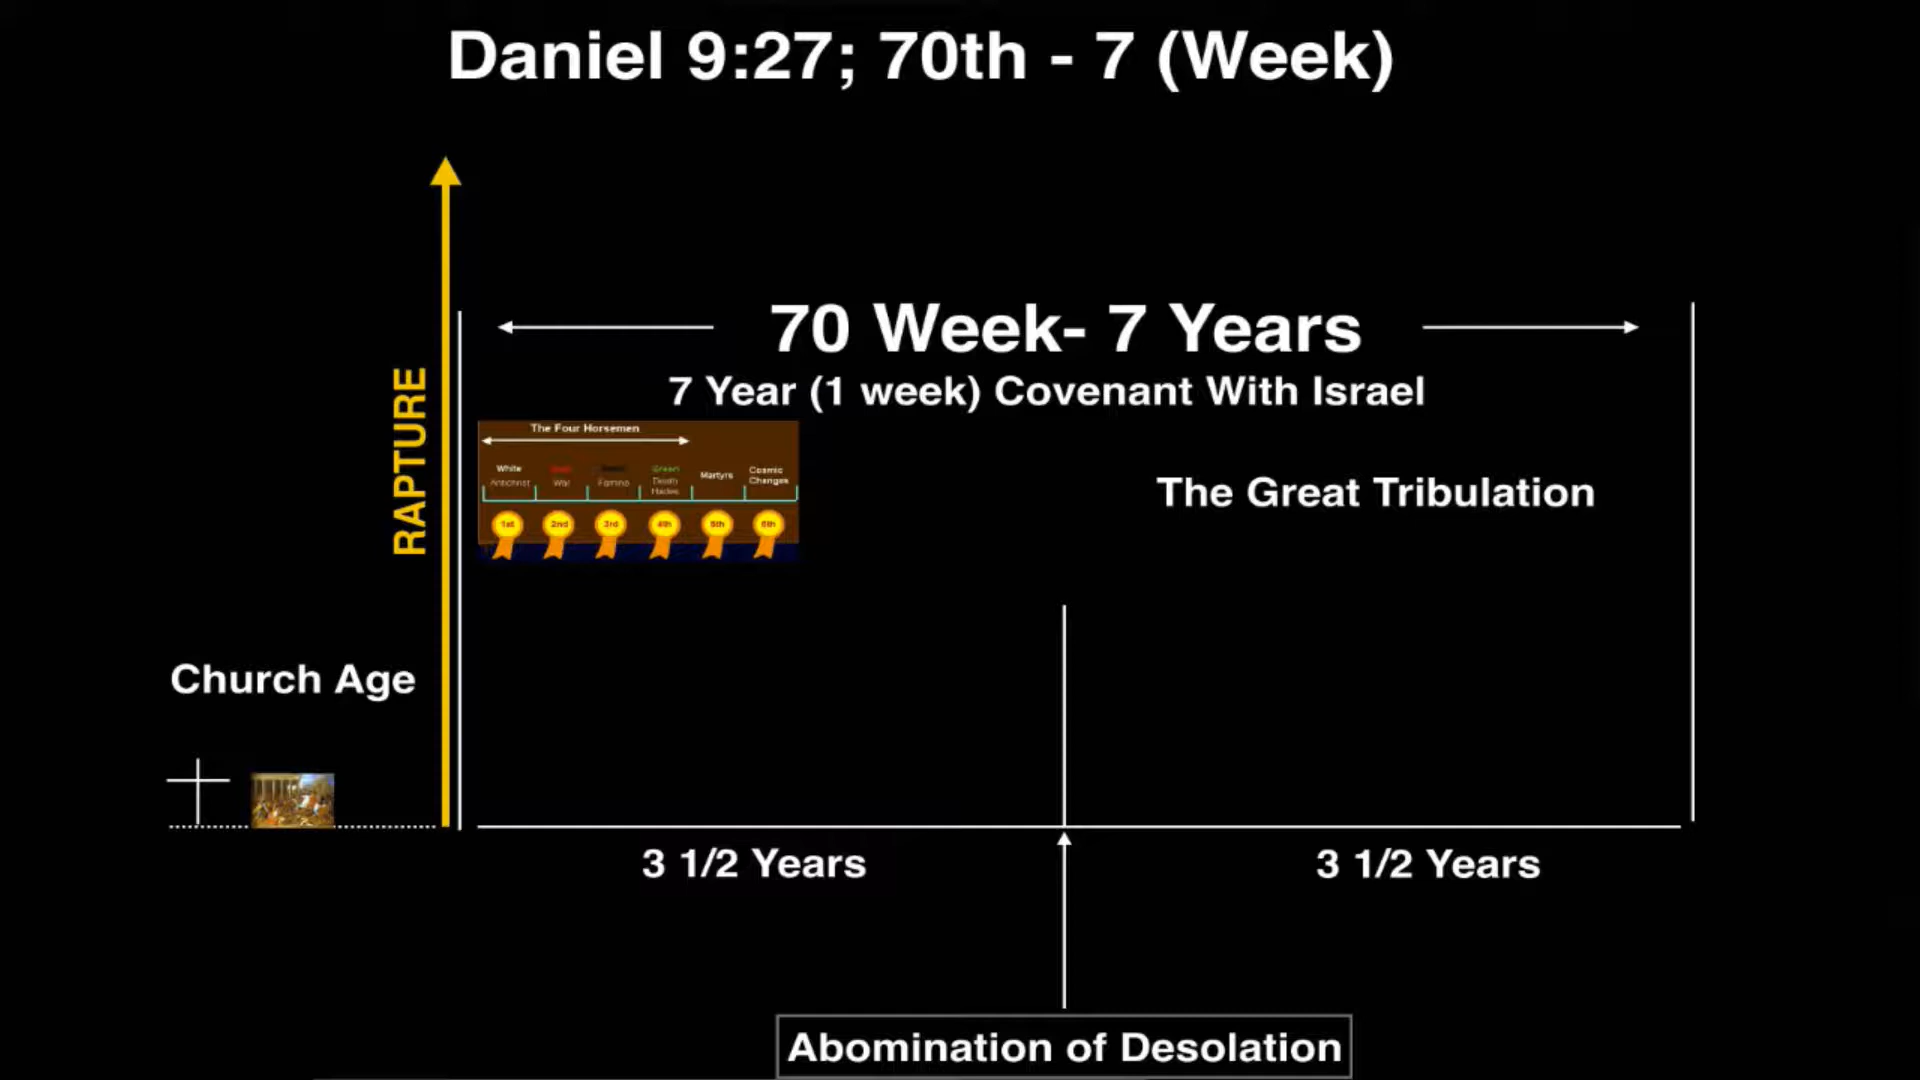 Daniel 9:27; 70th - 7 (Week)
70 Week- 7 Years
7 Year (1 week) Covenant With Israel
RAPTURE
The Four Horsemen
White Green Martyrs Cosmic
Antichrist War Famine Death Changes
Hades
1st 2nd 3rd 4th 5th 6th
The Great Tribulation
Church Age
3 1/2 Years 3 1/2 Years
Abomination of Desolation